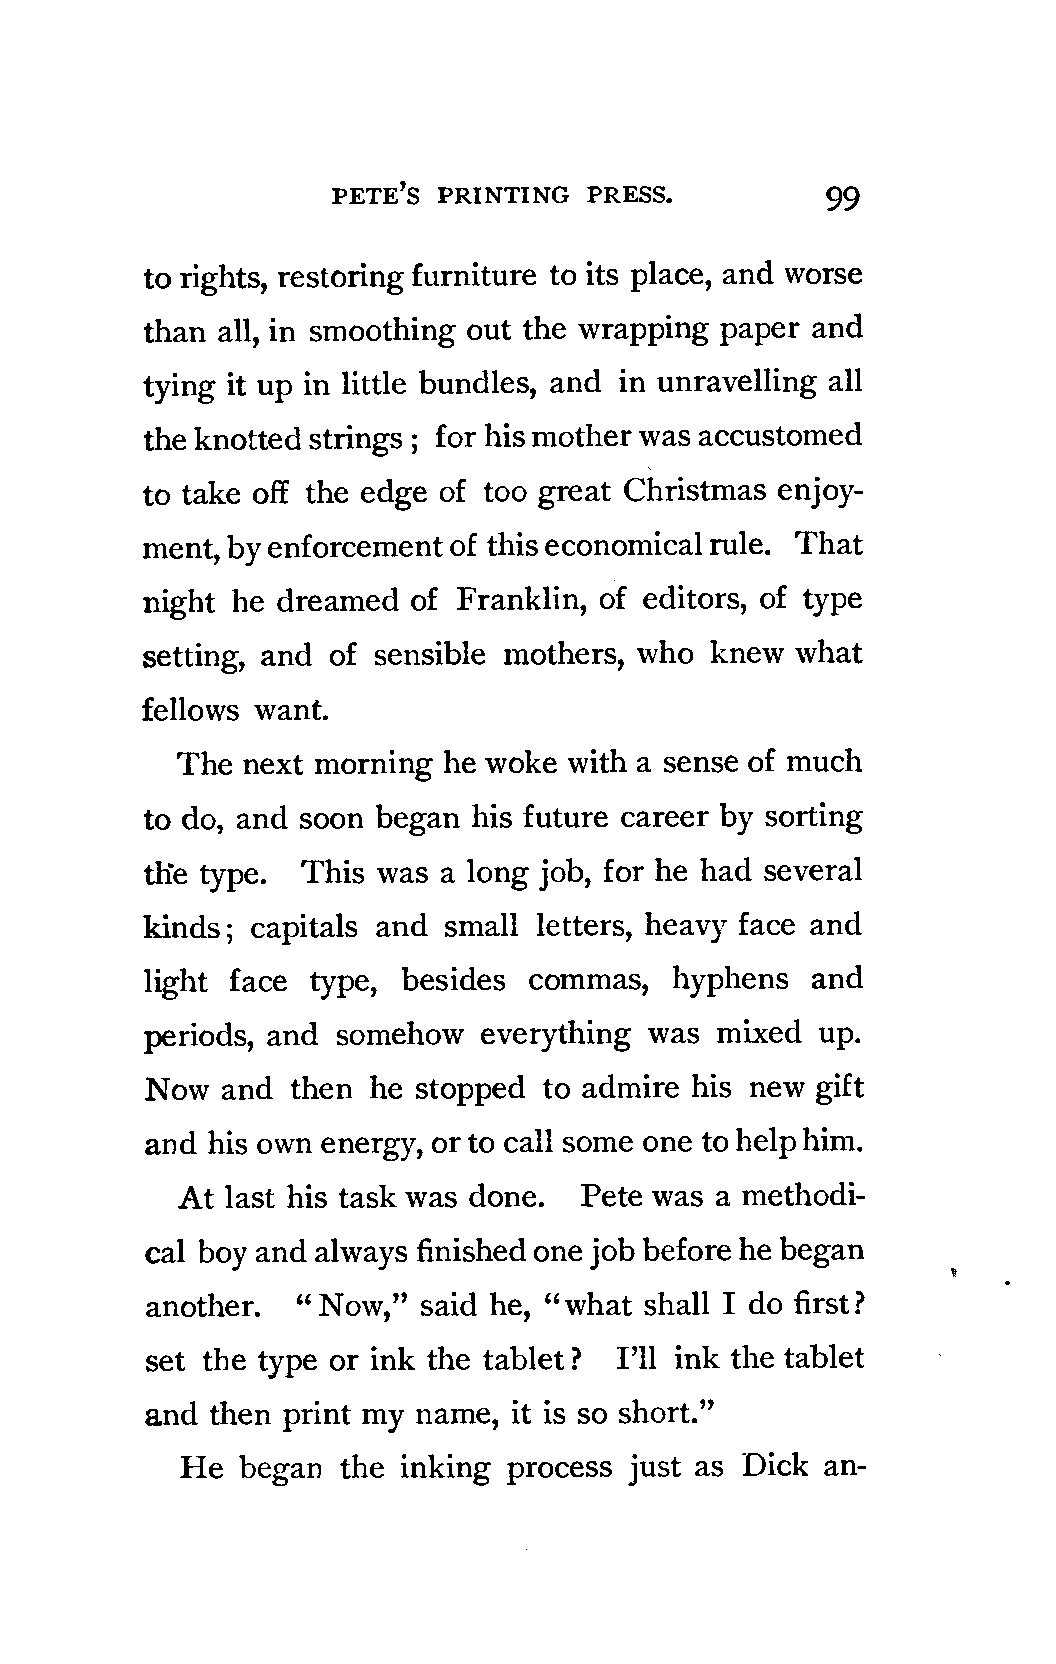 PETE'S PRINTING PRESS. 99
to rights, restoring furniture to its place, and worse
than all, in smoothing out the wrapping paper and
tying it up in little bundles, and in unravelling all
the knotted strings ; for his mother was accustomed
to take off the edge of too great Christmas enjoy-
ment, by enforcement of this economical rule. That
night he dreamed of Franklin, of editors, of type
setting, and of sensible mothers, who knew what
fellows want.
The next morning he woke with a sense of much
to do, and soon began his future career by sorting
the type. This was a long job, for he had several
kinds; capitals and small letters, heavy face and
light face type, besides commas, hyphens and
periods, and somehow everything was mixed up.
Now and then he stopped to admire his new gift
and his own energy, or to call some one to help him.
At last his task was done. Pete was a methodi-
cal boy and always finished one job before he began
another. "Now," said he, "what shall I do first?
set the type or ink the tablet? I'll ink the tablet
and then print my name, it is so short."
He began the inking process just as Dick an-